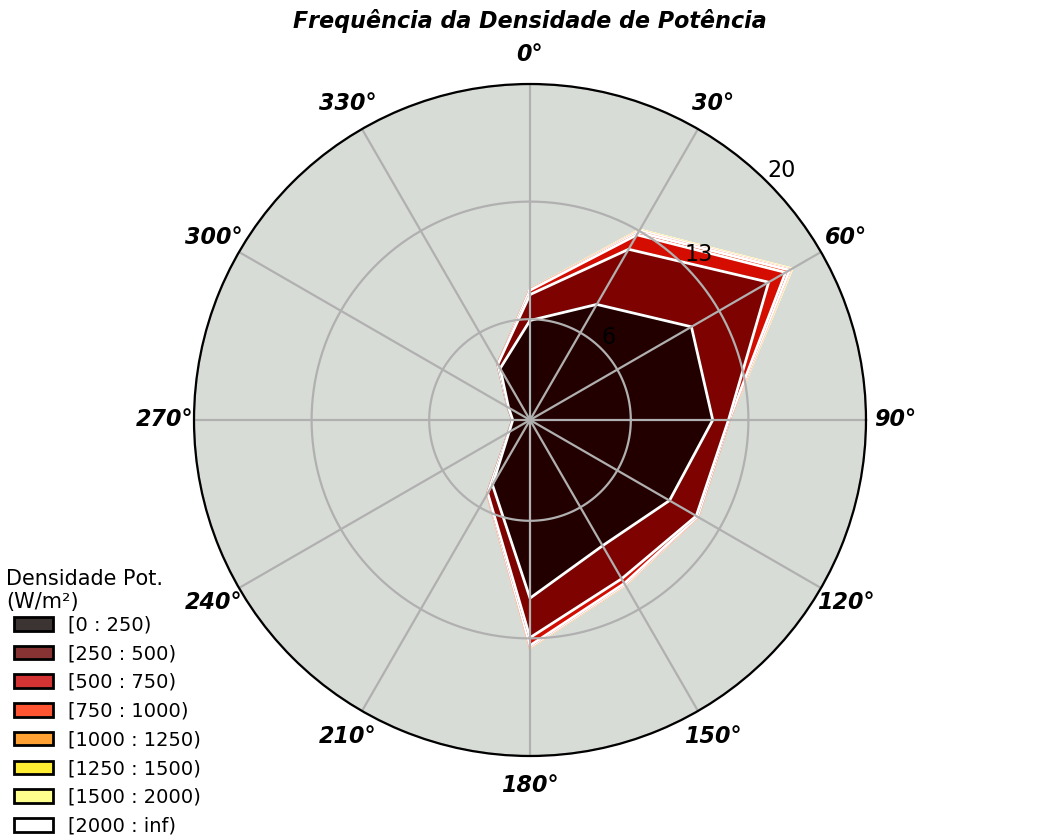 Frequência da Densidade de Potência
0°
330°
30°
20
300°
60°
13
6
270°
90°
240°
120°
210°
150°
180°
Densidade Pot.
(W/m²)
[0 : 250)
[250 : 500)
[500 : 750)
[750 : 1000)
[1000 : 1250)
[1250 : 1500)
[1500 : 2000)
[2000 : inf)